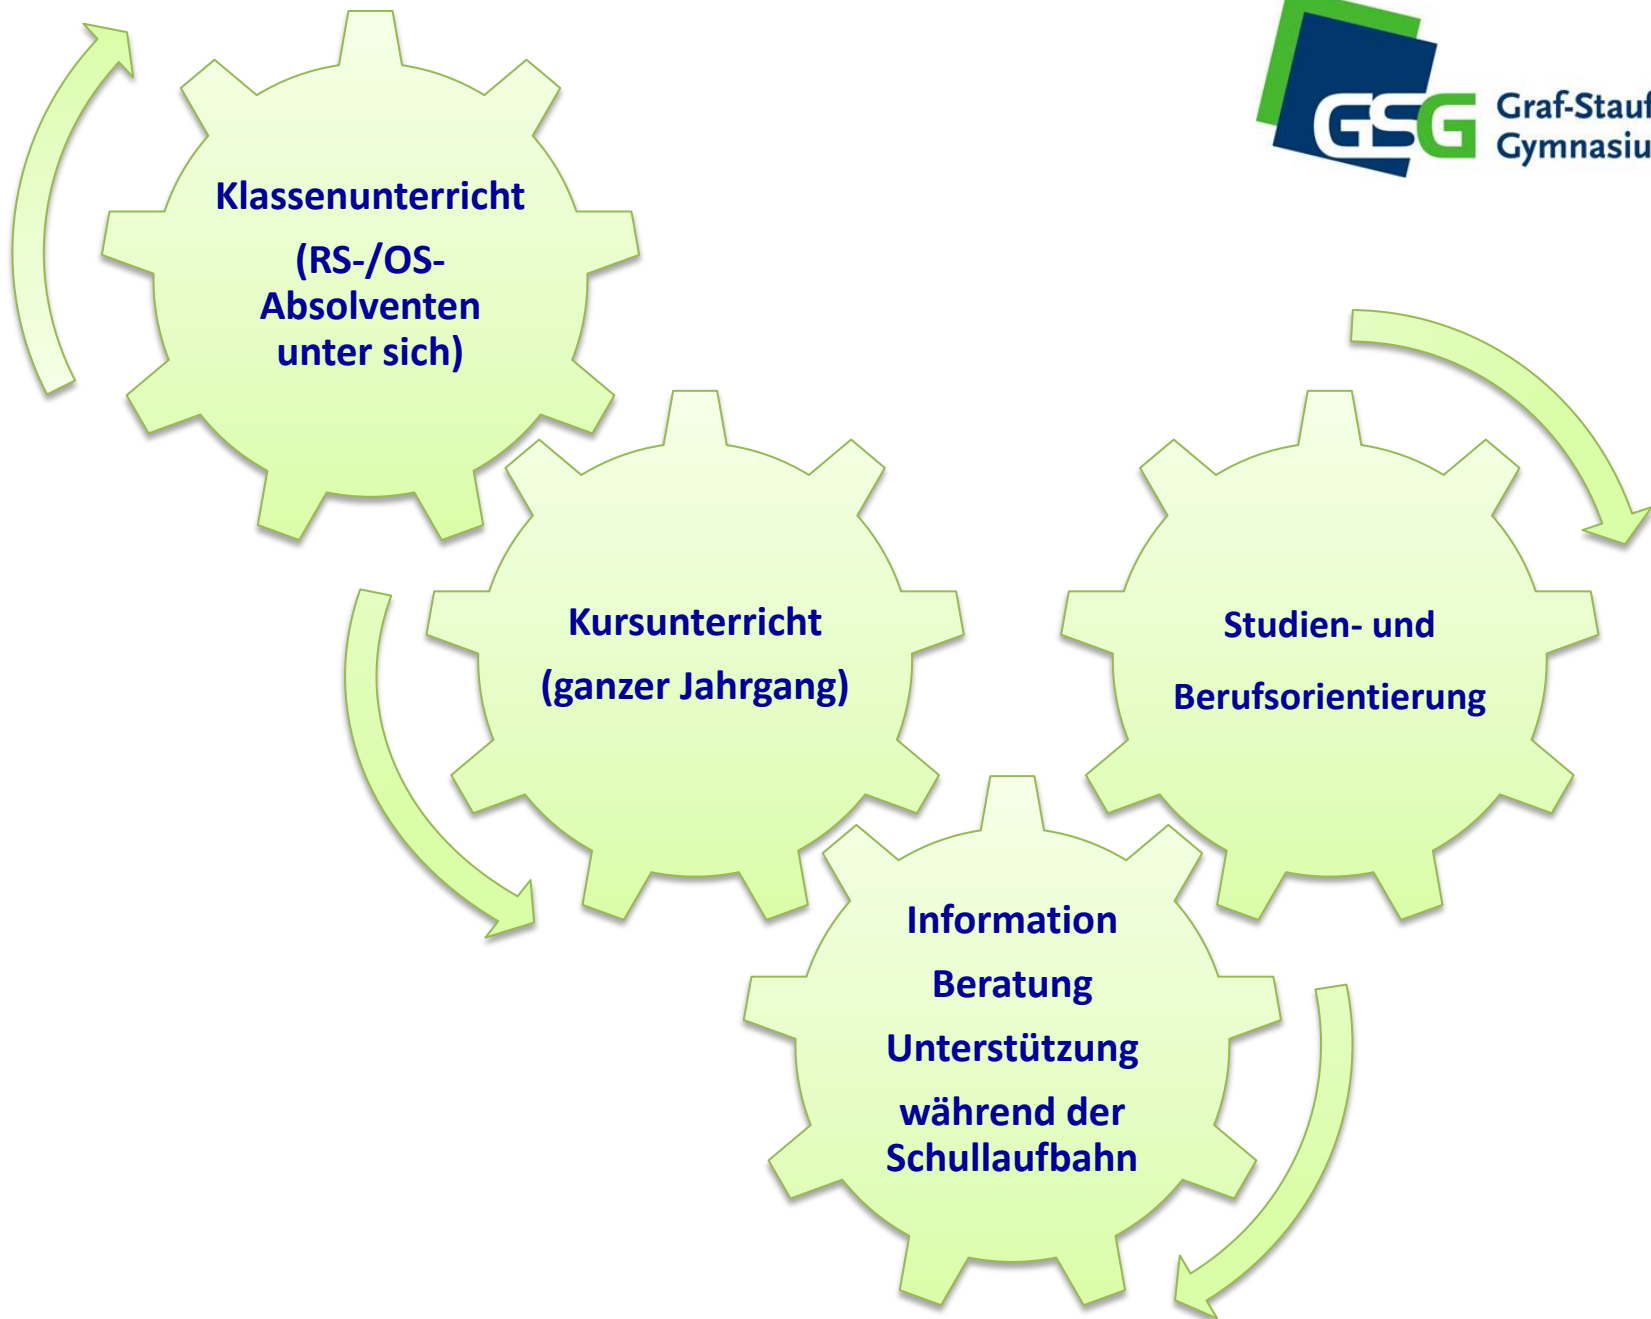 GSG
Graf-Stauf
Gymnasiu
Klassenunterricht
(RS-/OS-
Absolventen
unter sich)
Kursunterricht
(ganzer Jahrgang)
Studien- und
Berufsorientierung
Information
Beratung
Unterstützung
während der
Schullaufbahn